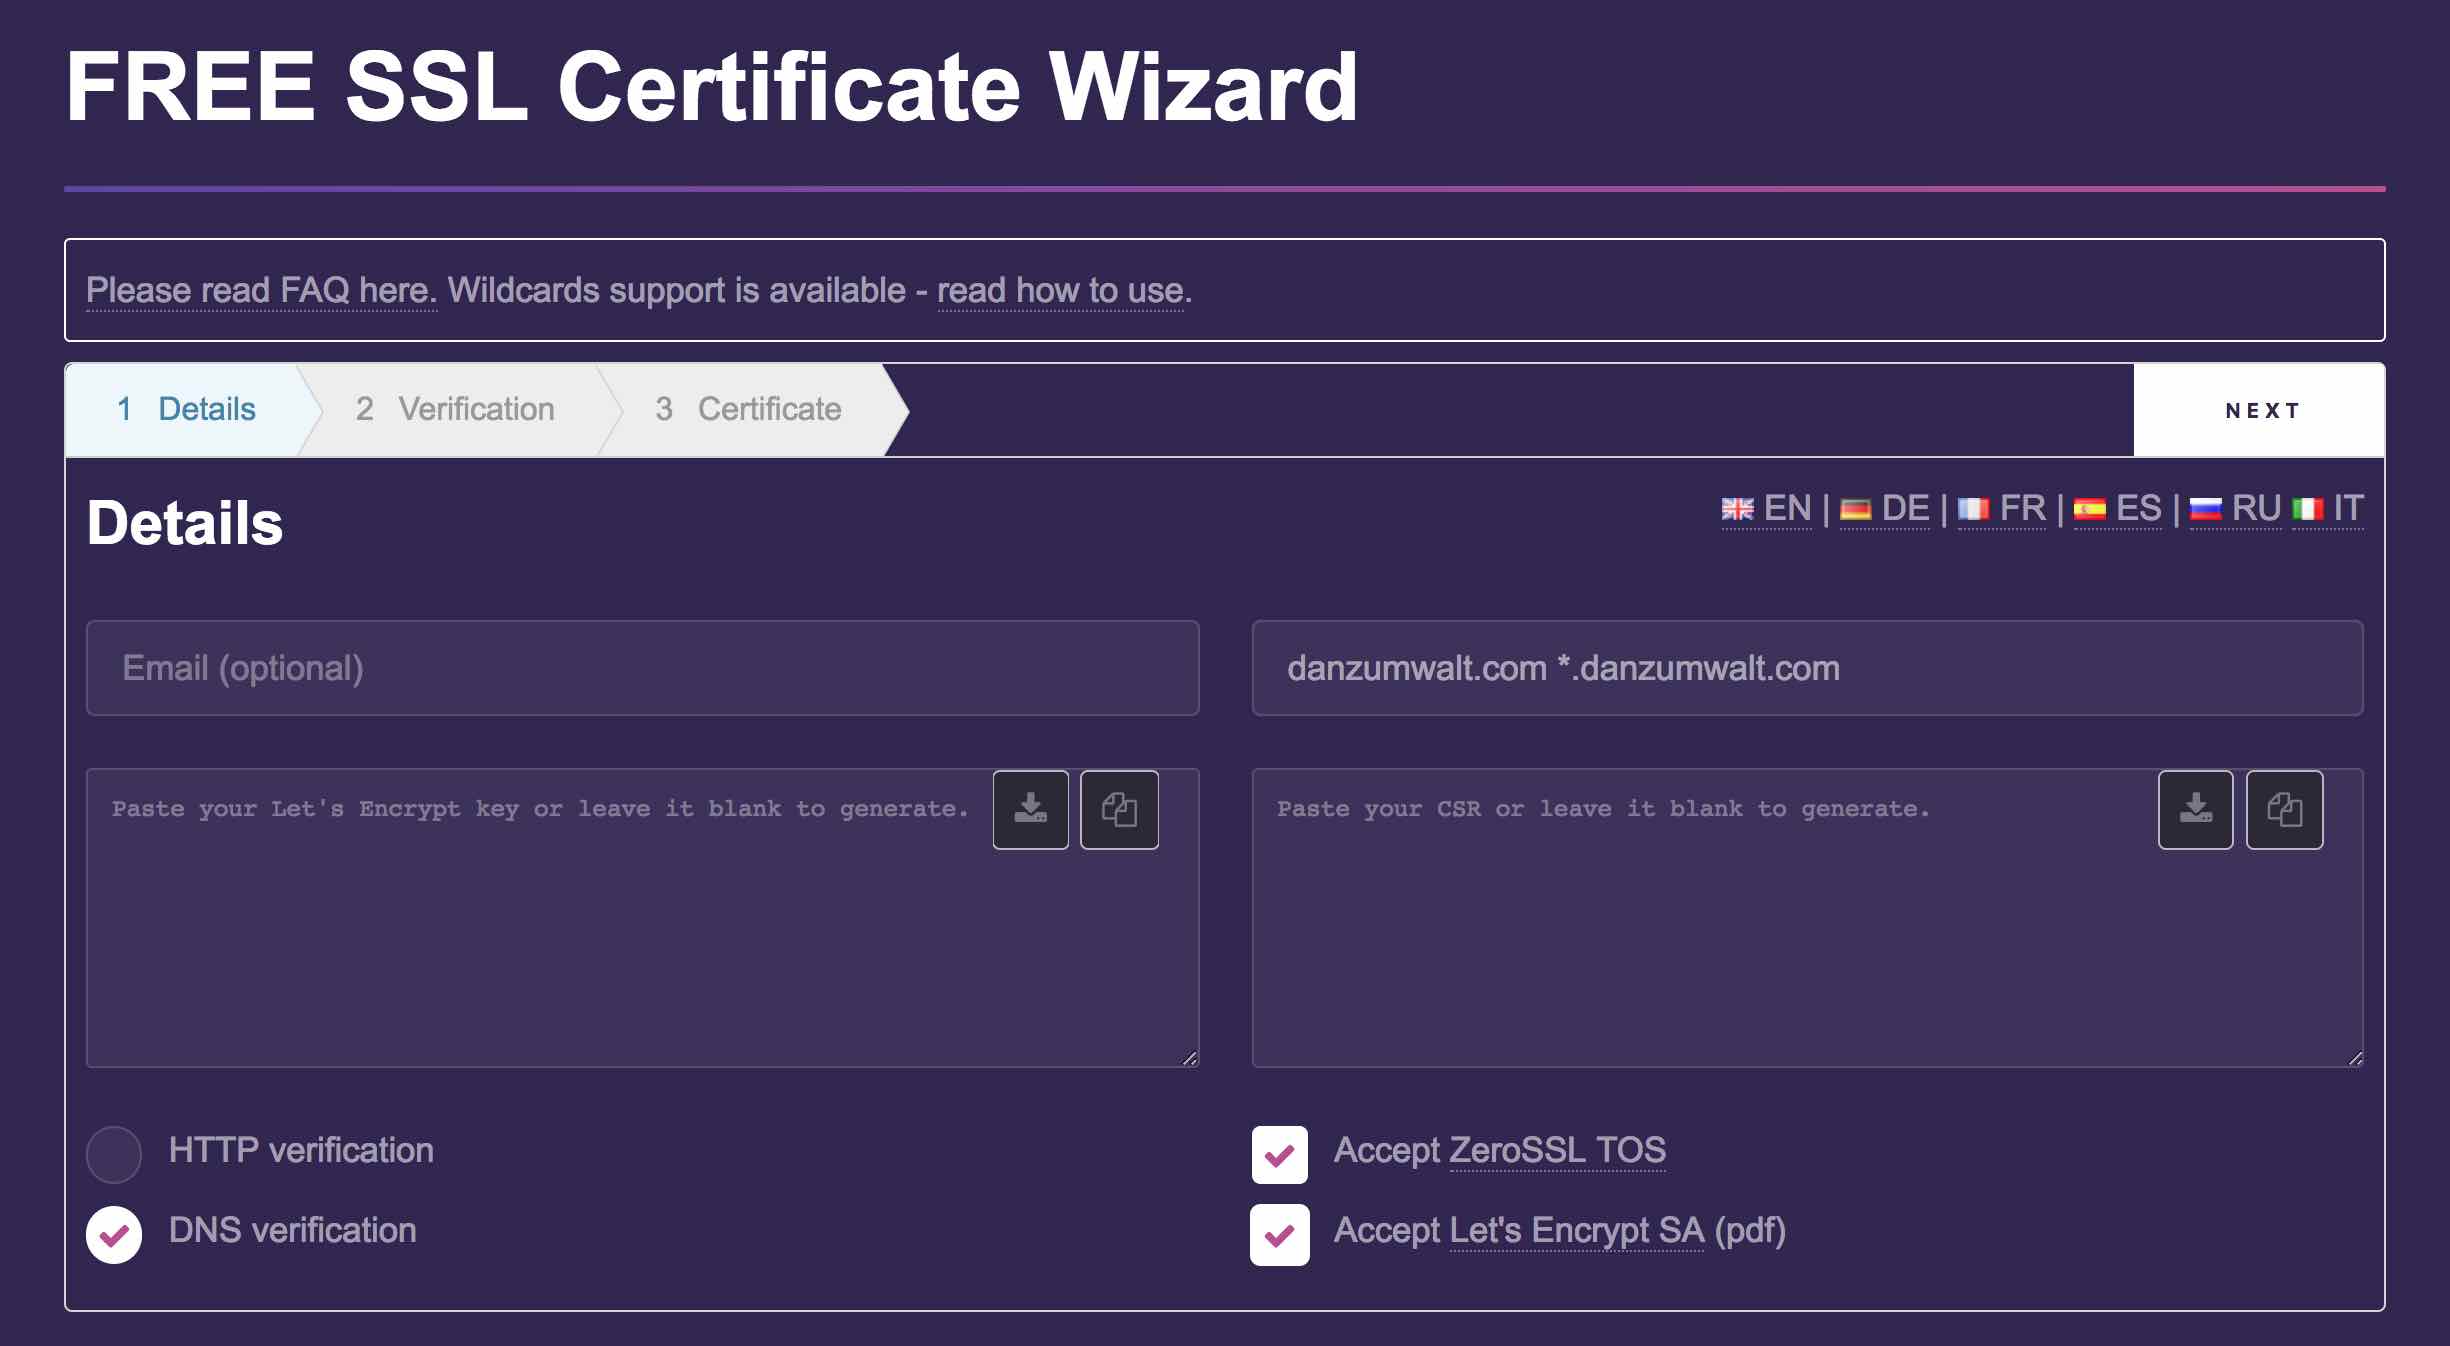 FREE SSL Certificate Wizard
Please read FAQ here. Wildcards support is available - read how to use.
1 Details 2 Verification 3 Certificate NEXT
Details
EN | DE | FR | ES | RU IT
Email (optional)
danzumwalt.com *.danzumwalt.com
Paste your Let's Encrypt key or leave it blank to generate.
Paste your CSR or leave it blank to generate.
HTTP verification
DNS verification
Accept ZeroSSL TOS
Accept Let's Encrypt SA (pdf)